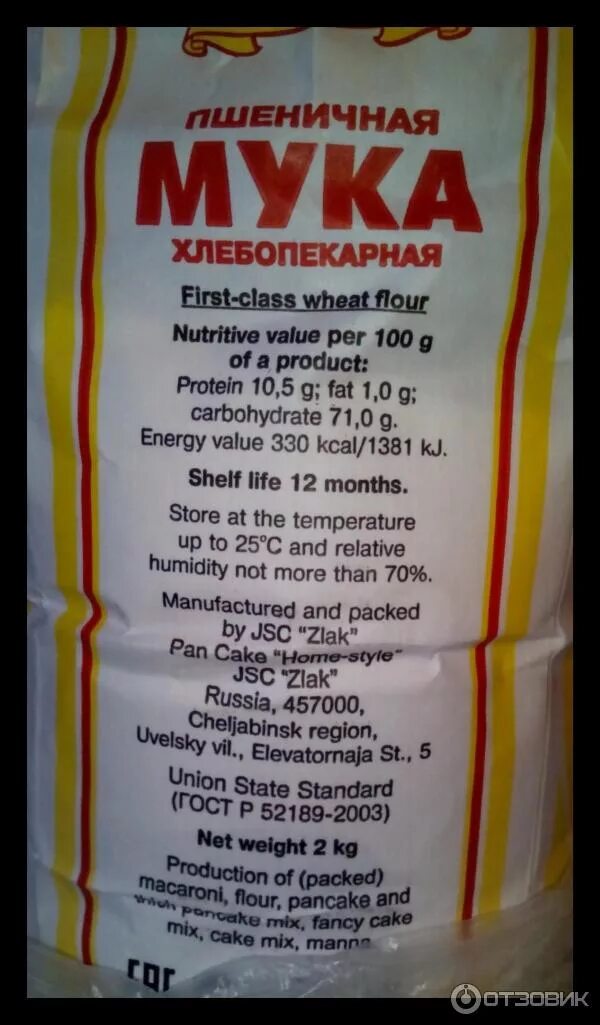 ПШЕНИЧНАЯ
МУКА
ХЛЕБОПЕКАРНАЯ
First-class wheat flour
Nutritive value per 100 g
of a product:
Protein 10,5 g; fat 1,0 g;
carbohydrate 71,0 g.
Energy value 330 kcal/1381 kJ.
Shelf life 12 months.
Store at the temperature
up to 25°C and relative
humidity not more than 70%.
Manufactured and packed
by JSC "Zlak"
Pan Cake "Home-style"
JSC "Zlak"
Russia, 457000,
Cheljabinsk region,
Uvelsky vil., Elevatornaja St., 5
Union State Standard
(ГОСТ Р 52189-2003)
Net weight 2 kg
Production of (packed)
macaroni, flour, pancake and
pancake mix, fancy cake
mix, cake mix,
ОТЗОВИК